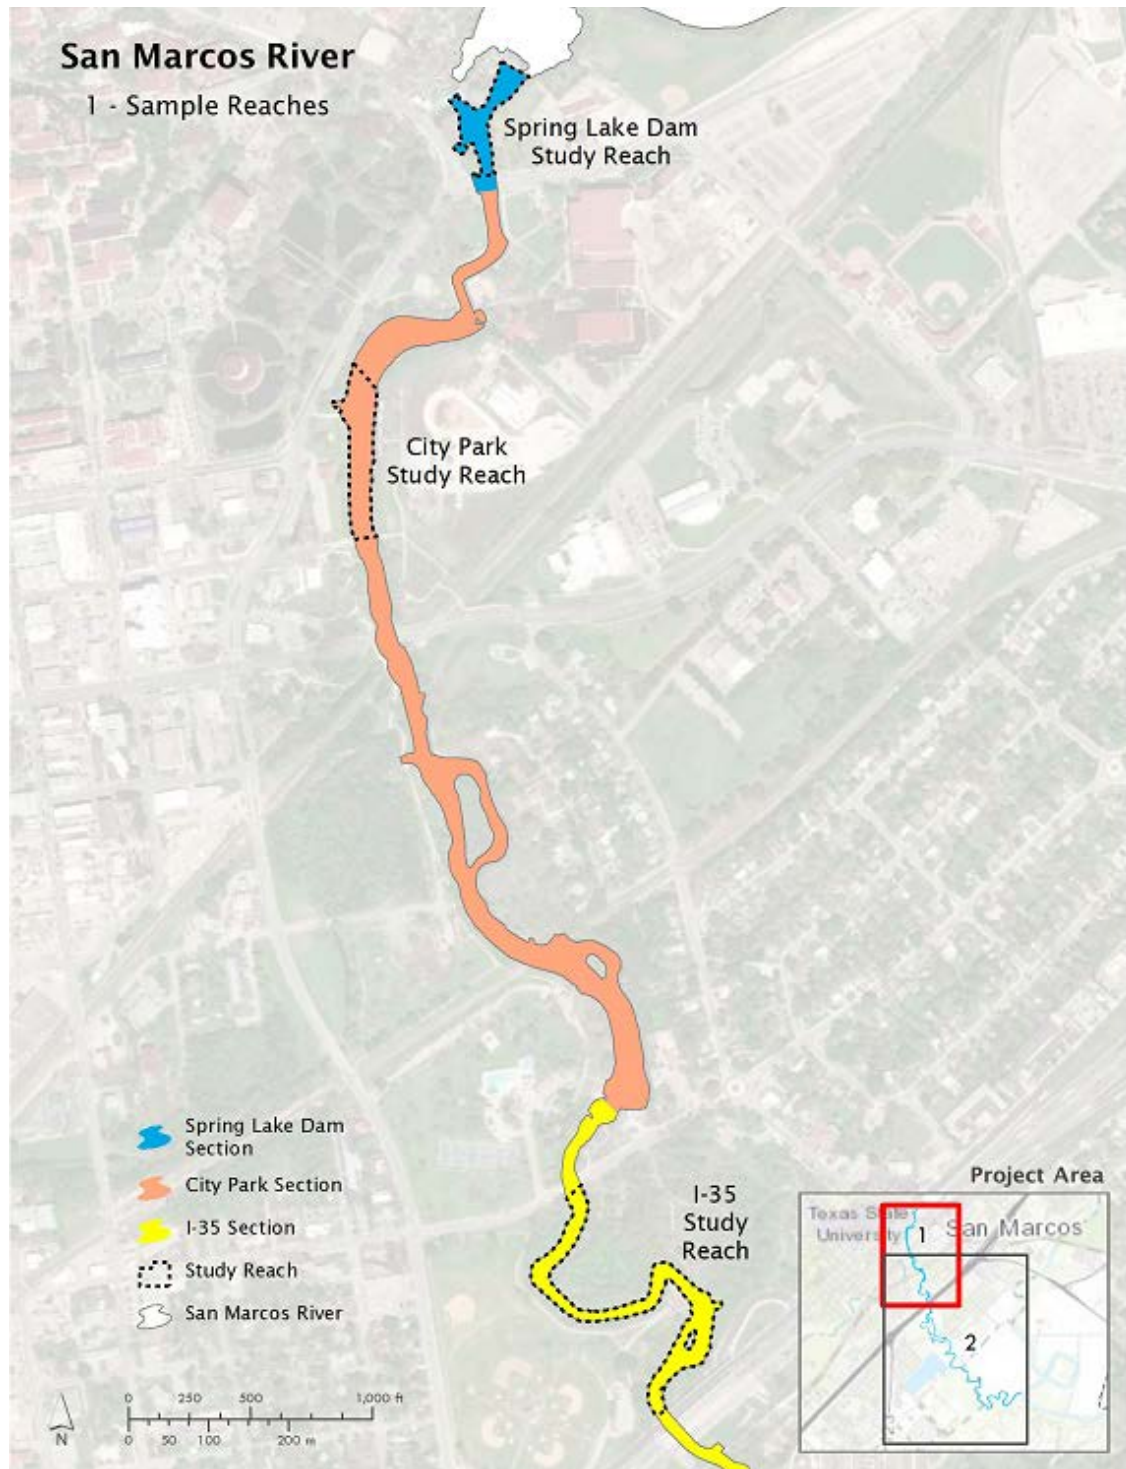 San Marcos River
1 - Sample Reaches
Spring Lake Dam
Study Reach
City Park
Study Reach
I-35
Study
Reach
Spring Lake Dam
Section
City Park Section
I-35 Section
Study Reach
San Marcos River
N
0 250 500 1,000 ft
0 50 100 200 m
Project Area
Texas State
University
San Marcos
1
2